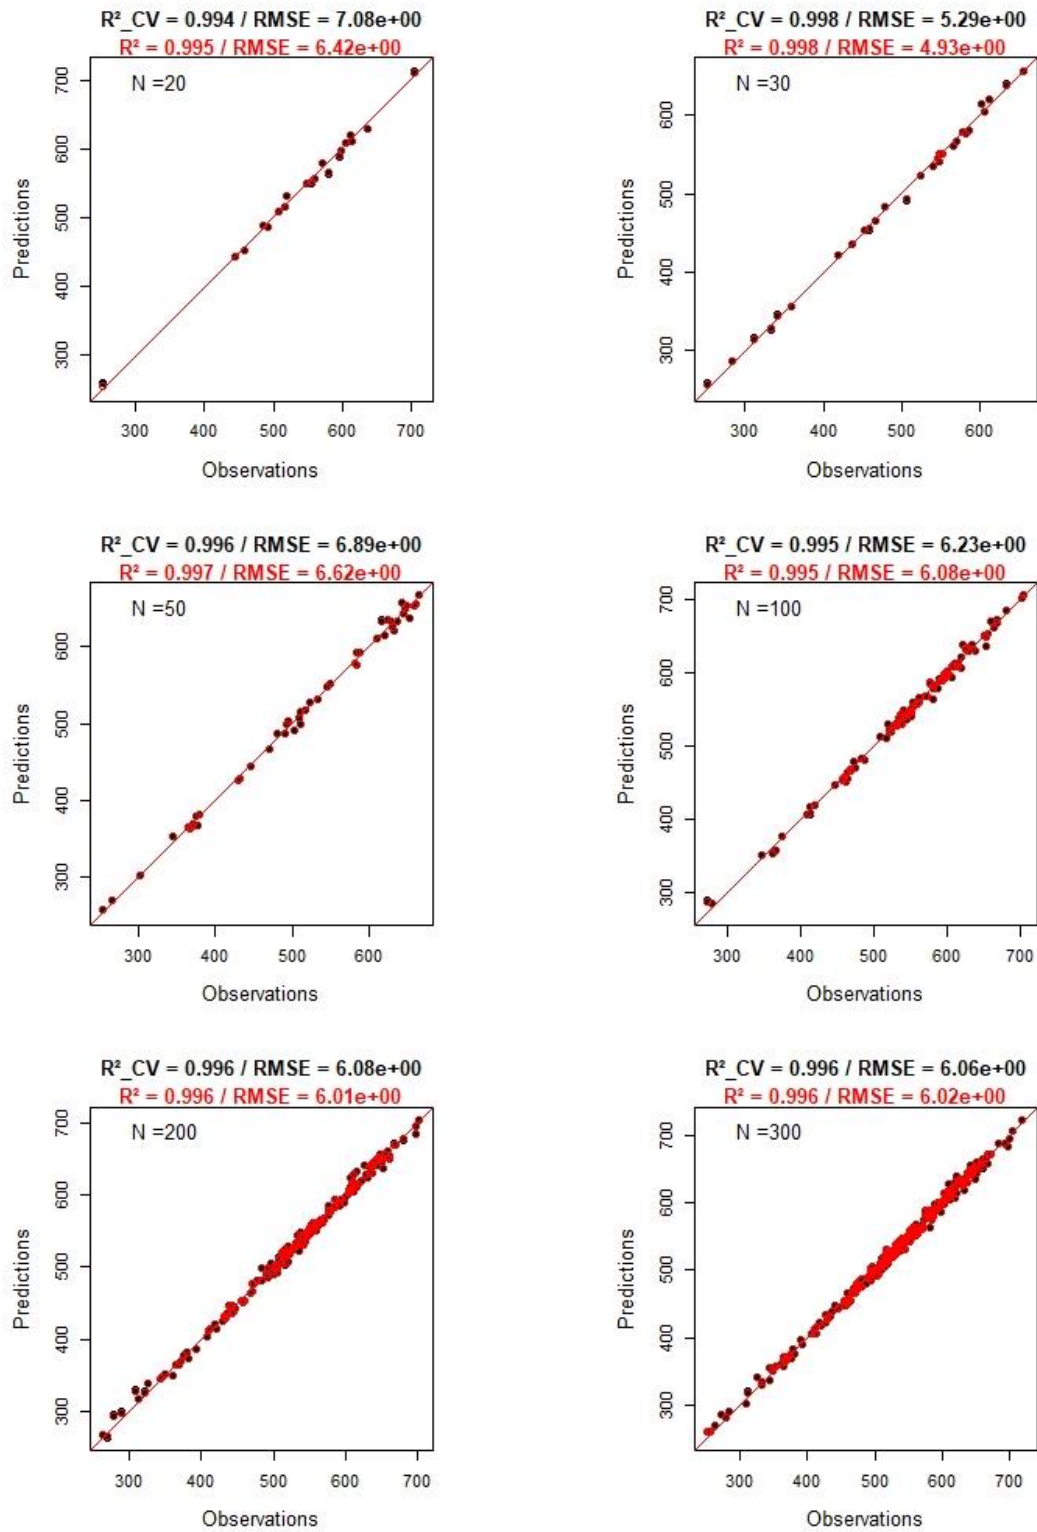 R²_CV = 0.994 / RMSE = 7.08e+00
R² = 0.995 / RMSE = 6.42e+00
N =20
Predictions
300 400 500 600 700
300 400 500 600 700
Observations
R²_CV = 0.998 / RMSE = 5.29e+00
R² = 0.998 / RMSE = 4.93e+00
N =30
Predictions
300 400 500 600
300 400 500 600
Observations
R²_CV = 0.996 / RMSE = 6.89e+00
R² = 0.997 / RMSE = 6.62e+00
N =50
Predictions
300 400 500 600
300 400 500 600
Observations
R²_CV = 0.995 / RMSE = 6.23e+00
R² = 0.995 / RMSE = 6.08e+00
N =100
Predictions
300 400 500 600 700
300 400 500 600 700
Observations
R²_CV = 0.996 / RMSE = 6.08e+00
R² = 0.996 / RMSE = 6.01e+00
N =200
Predictions
300 400 500 600 700
300 400 500 600 700
Observations
R²_CV = 0.996 / RMSE = 6.06e+00
R² = 0.996 / RMSE = 6.02e+00
N =300
Predictions
300 400 500 600 700
300 400 500 600 700
Observations